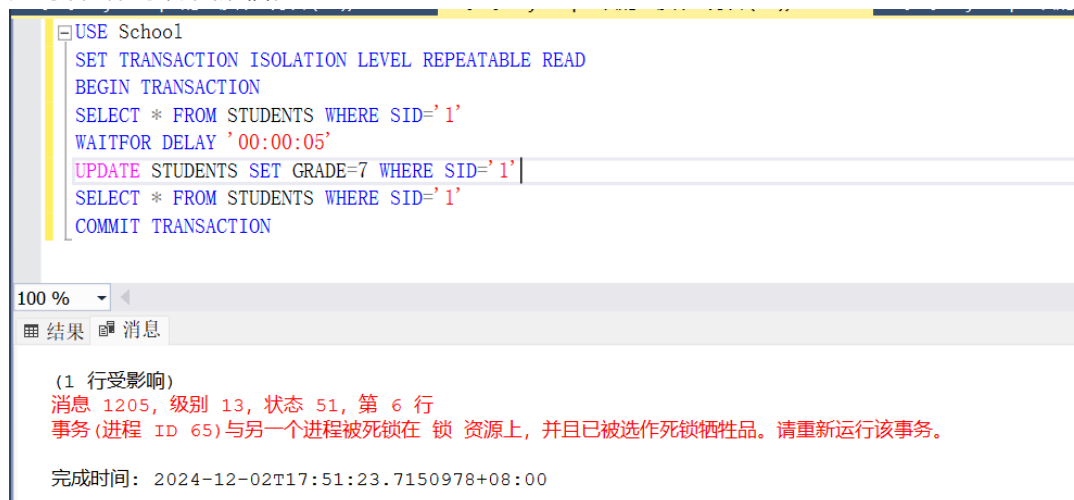 USE School
SET TRANSACTION ISOLATION LEVEL REPEATABLE READ
BEGIN TRANSACTION
SELECT * FROM STUDENTS WHERE SID='1'
WAITFOR DELAY '00:00:05'
UPDATE STUDENTS SET GRADE=7 WHERE SID='1'
SELECT * FROM STUDENTS WHERE SID='1'
COMMIT TRANSACTION
100 %
结果 消息
(1 行受影响)
消息 1205, 级别 13, 状态 51, 第 6 行
事务(进程 ID 65)与另一个进程被死锁在 锁 资源上，并且已被选作死锁牺牲品。请重新运行该事务。
完成时间: 2024-12-02T17:51:23.7150978+08:00